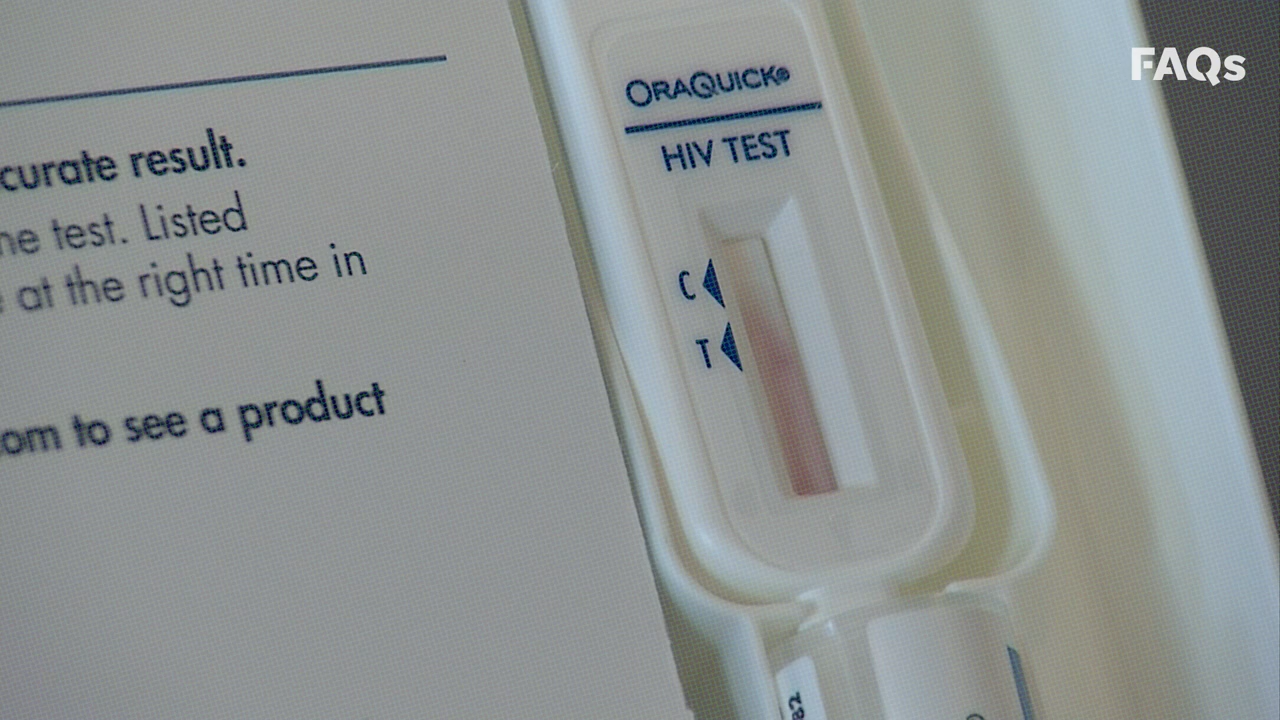 FAQs
ORAQUICK®
HIV TEST
C
T
curate result.
ne test. Listed
at the right time in
om to see a product